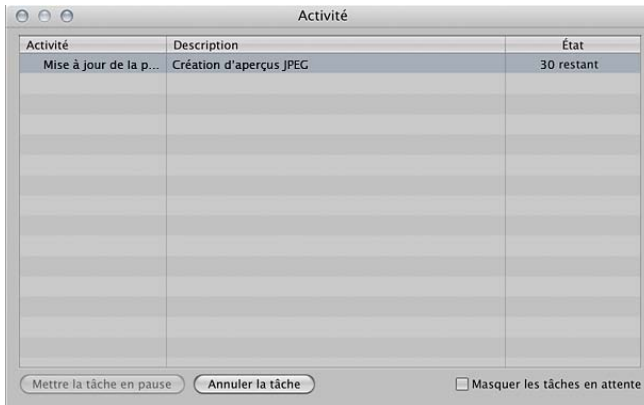 Activité
Activité Description État
Mise à jour de la p... Création d'aperçus JPEG 30 restant
Mettre la tâche en pause Annuler la tâche Masquer les tâches en attente